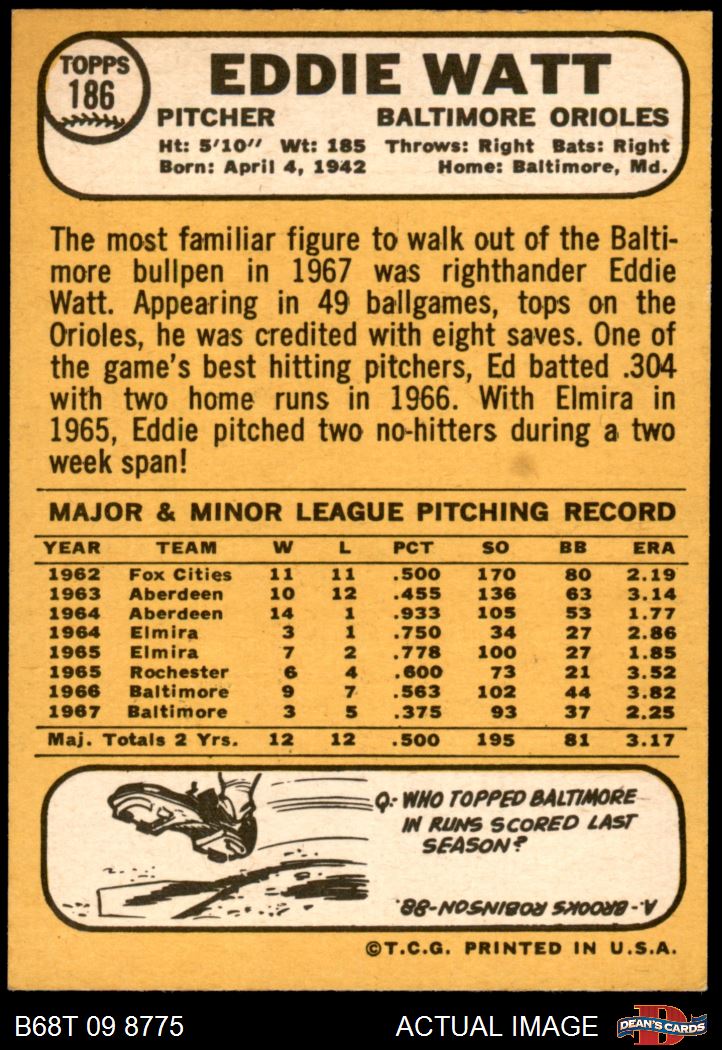 TOPPS
186
EDDIE WATT
PITCHER BALTIMORE ORIOLES
Ht: 5'10" Wt: 185 Throws: Right Bats: Right
Born: April 4, 1942 Home: Baltimore, Md.
The most familiar figure to walk out of the Balti-
more bullpen in 1967 was righthander Eddie
Watt. Appearing in 49 ballgames, tops on the
Orioles, he was credited with eight saves. One of
the game's best hitting pitchers, Ed batted .304
with two home runs in 1966. With Elmira in
1965, Eddie pitched two no-hitters during a two
week span!
MAJOR & MINOR LEAGUE PITCHING RECORD
YEAR TEAM W L PCT SO BB ERA
1962 Fox Cities 11 11 .500 170 80 2.19
1963 Aberdeen 10 12 .455 136 63 3.14
1964 Aberdeen 14 1 .933 105 53 1.77
1964 Elmira 3 1 .750 34 27 2.86
1965 Elmira 7 2 .778 100 27 1.85
1965 Rochester 6 4 .600 73 21 3.52
1966 Baltimore 9 7 .563 102 44 3.82
1967 Baltimore 3 5 .375 93 37 2.25
Maj. Totals 2 Yrs. 12 12 .500 195 81 3.17
Q.- WHO TOPPED BALTIMORE
IN RUNS SCORED LAST
SEASON?
A.- BROOKS ROBINSON-88.
©T.C.G. PRINTED IN U.S.A.
B68T 09 8775 ACTUAL IMAGE
D
DEAN'S CARDS